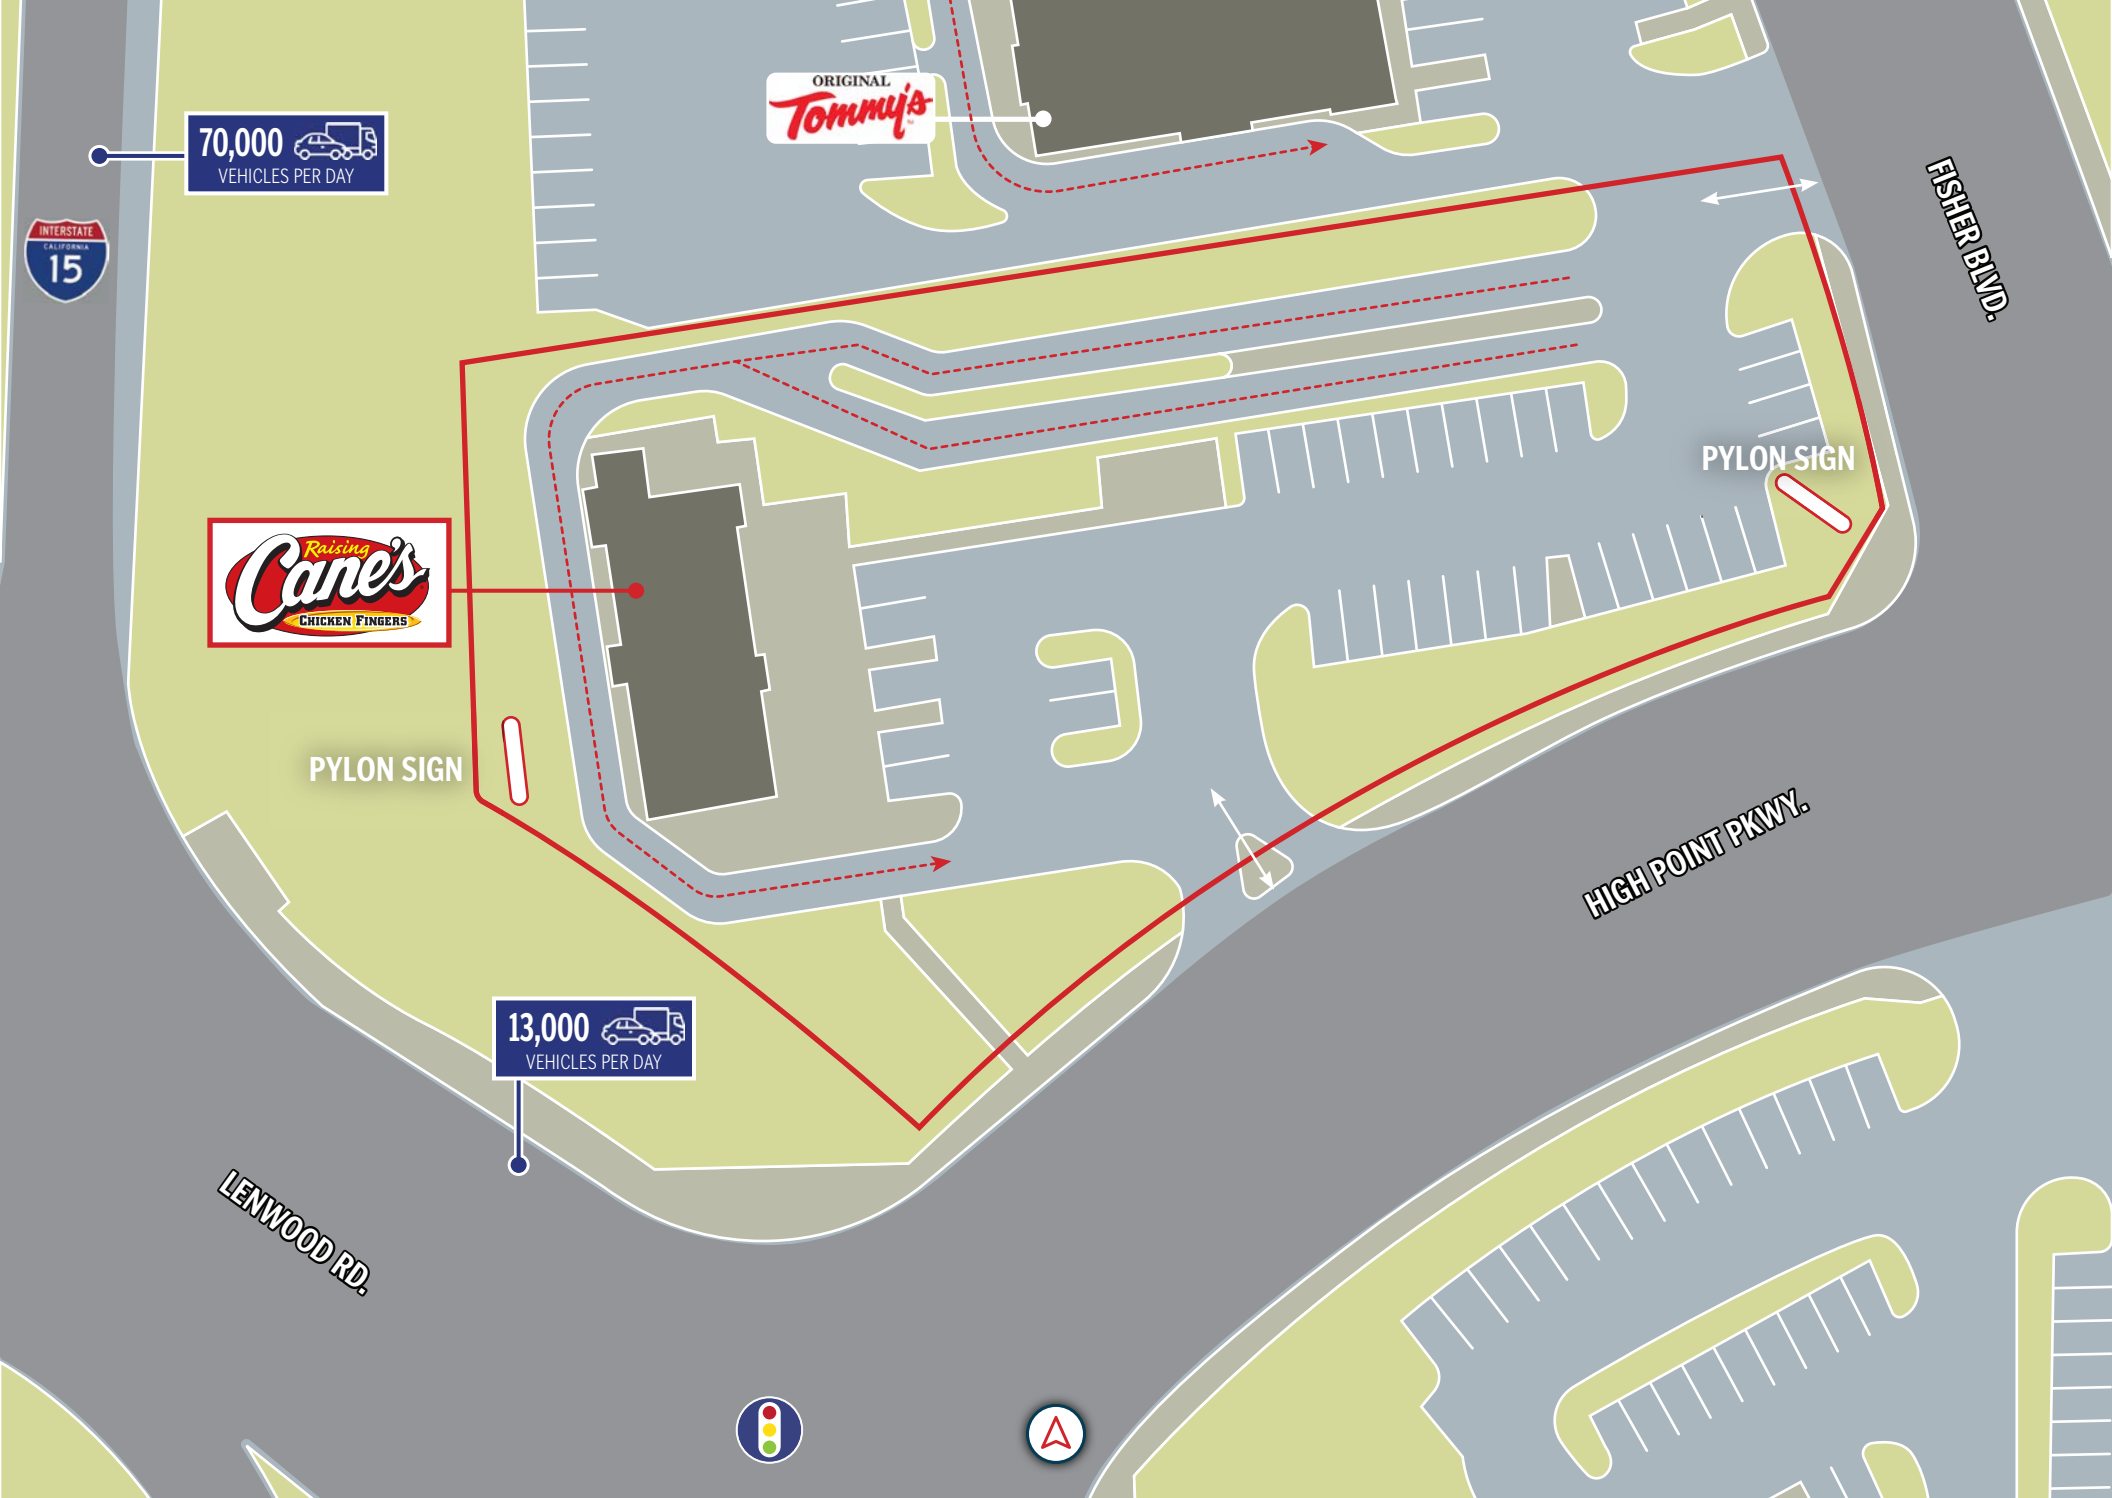 ORIGINAL
Tommy's
70,000
VEHICLES PER DAY
INTERSTATE
CALIFORNIA
15
FISHER BLVD.
PYLON SIGN
Raising
Cane's
CHICKEN FINGERS
PYLON SIGN
HIGH POINT PKWY.
13,000
VEHICLES PER DAY
LENWOOD RD.